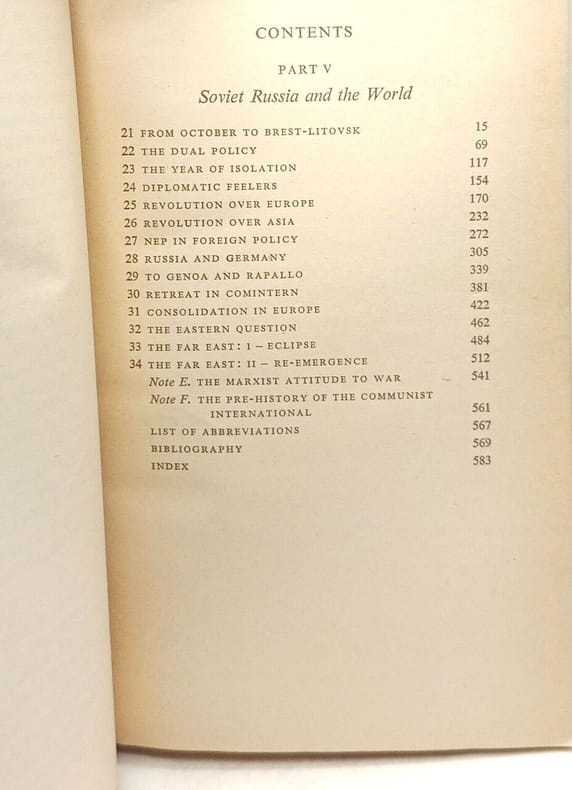 CONTENTS
PART V
Soviet Russia and the World
21 FROM OCTOBER TO BREST-LITOVSK 15
22 THE DUAL POLICY 69
23 THE YEAR OF ISOLATION 117
24 DIPLOMATIC FEELERS 154
25 REVOLUTION OVER EUROPE 170
26 REVOLUTION OVER ASIA 232
27 NEP IN FOREIGN POLICY 272
28 RUSSIA AND GERMANY 305
29 TO GENOA AND RAPALLO 339
30 RETREAT IN COMINTERN 381
31 CONSOLIDATION IN EUROPE 422
32 THE EASTERN QUESTION 462
33 THE FAR EAST: I – ECLIPSE 484
34 THE FAR EAST: II – RE-EMERGENCE 512
Note E. THE MARXIST ATTITUDE TO WAR 541
Note F. THE PRE-HISTORY OF THE COMMUNIST
INTERNATIONAL 561
LIST OF ABBREVIATIONS 567
BIBLIOGRAPHY 569
INDEX 583